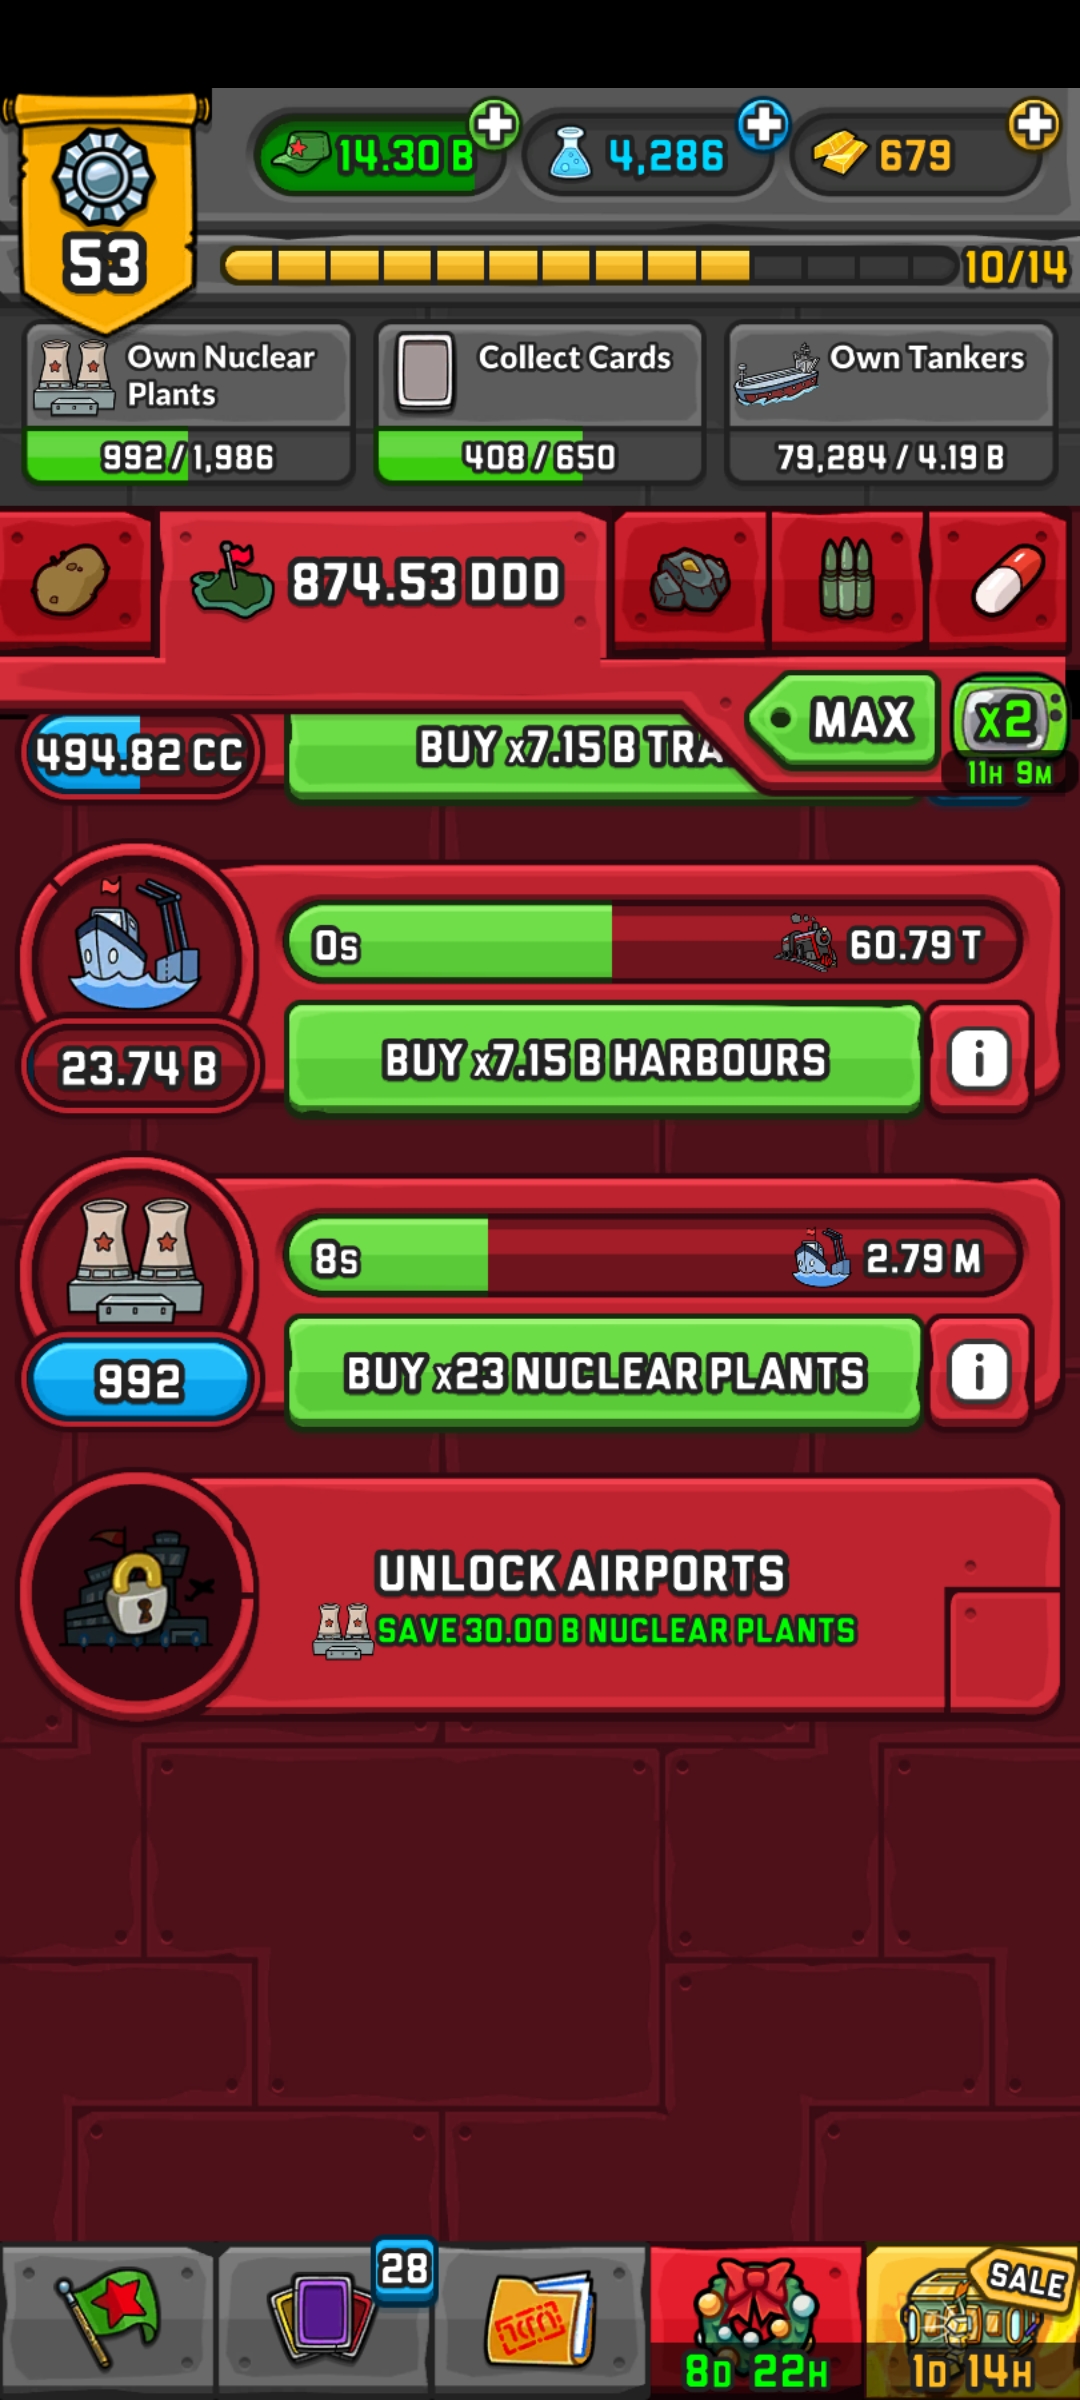 14.30 B
4,286
679
53
10/14
Own Nuclear
Plants
992/1,986
Collect Cards
408/650
Own Tankers
79,284/4.19 B
874.53 DDD
MAX
x2
11H 9M
494.82 CC
BUY x7.15 B TRA
0s
60.79 T
23.74 B
BUY x7.15 B HARBOURS
i
8s
2.79 M
992
BUY x23 NUCLEAR PLANTS
i
UNLOCK AIRPORTS
SAVE 30.00 B NUCLEAR PLANTS
28
8D 22H
SALE
1D 14H